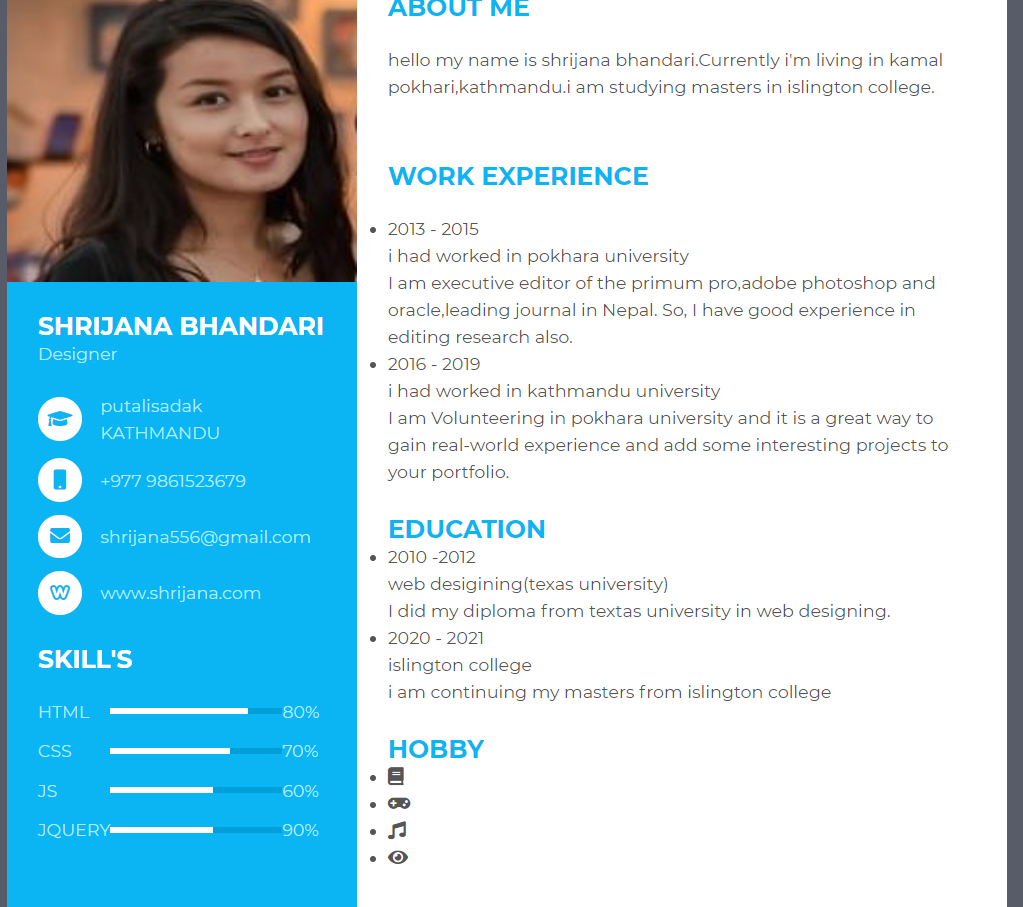 ABOUT ME
hello my name is shrijana bhandari.Currently i'm living in kamal
pokhari,kathmandu.i am studying masters in islington college.
WORK EXPERIENCE
2013 - 2015
i had worked in pokhara university
I am executive editor of the primum pro,adobe photoshop and
oracle,leading journal in Nepal. So, I have good experience in
editing research also.
2016 - 2019
i had worked in kathmandu university
I am Volunteering in pokhara university and it is a great way to
gain real-world experience and add some interesting projects to
your portfolio.
EDUCATION
2010 -2012
web desigining(texas university)
I did my diploma from textas university in web designing.
2020 - 2021
islington college
i am continuing my masters from islington college
HOBBY
SHRIJANA BHANDARI
Designer
putalisadak
KATHMANDU
+977 9861523679
shrijana556@gmail.com
www.shrijana.com
SKILL'S
HTML 80%
CSS 70%
JS 60%
JQUERY 90%